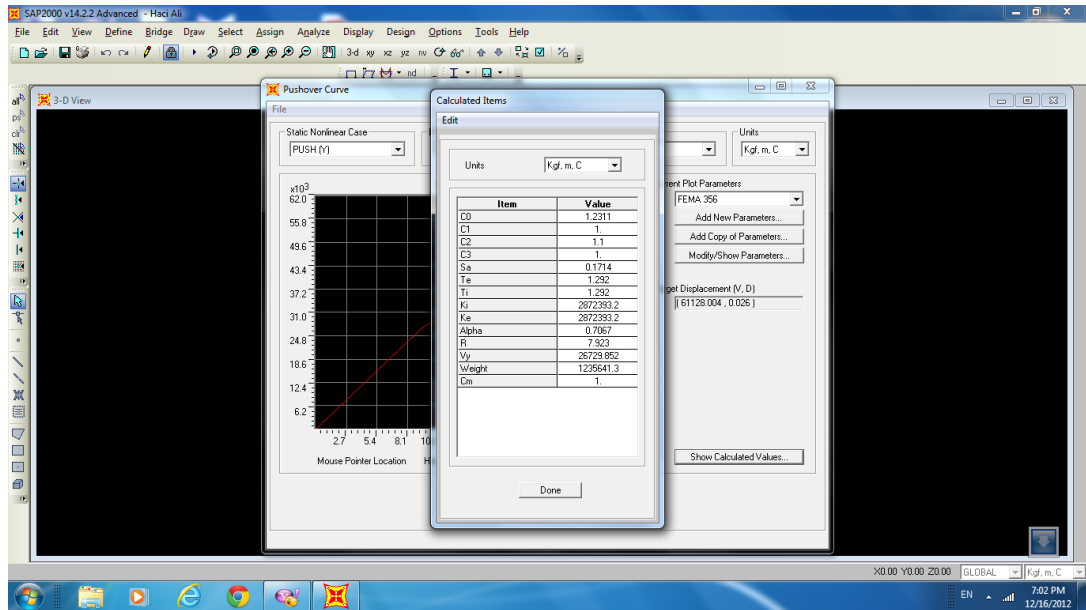 SAP2000 v14.2.2 Advanced - Haci Ali
File Edit View Define Bridge Draw Select Assign Analyze Display Design Options Tools Help
3-d xy xz yz nv
nd
3-D View
Pushover Curve
File
Static Nonlinear Case
PUSH (Y)
Units
Kgf, m, C
x103
62.0
55.8
49.6
43.4
37.2
31.0
24.8
18.6
12.4
6.2
2.7 5.4 8.1 10
Mouse Pointer Location H
Calculated Items
Edit
Units Kgf, m, C
Item Value
C0 1.2311
C1 1.
C2 1.1
C3 1.
Sa 0.1714
Te 1.292
Ti 1.292
Ki 2872393.2
Ke 2872393.2
Alpha 0.7067
R 7.923
Vy 26729.852
Weight 1235641.3
Cm 1.
Done
rent Plot Parameters
FEMA 356
Add New Parameters...
Add Copy of Parameters...
Modify/Show Parameters...
get Displacement (V, D)
( 61128.004 , 0.026 )
Show Calculated Values...
X0.00 Y0.00 Z0.00 GLOBAL Kgf, m, C
EN 7:02 PM
12/16/2012